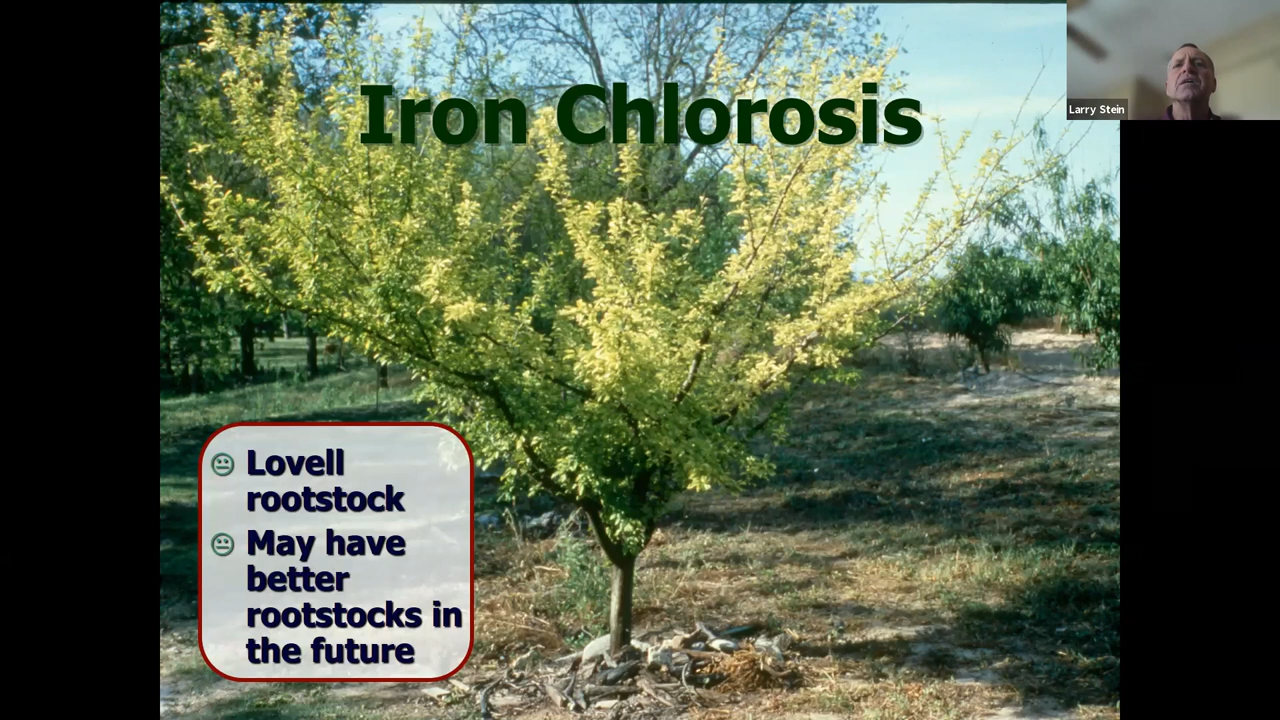 Iron Chlorosis
Larry Stein
Lovell
rootstock
May have
better
rootstocks in
the future